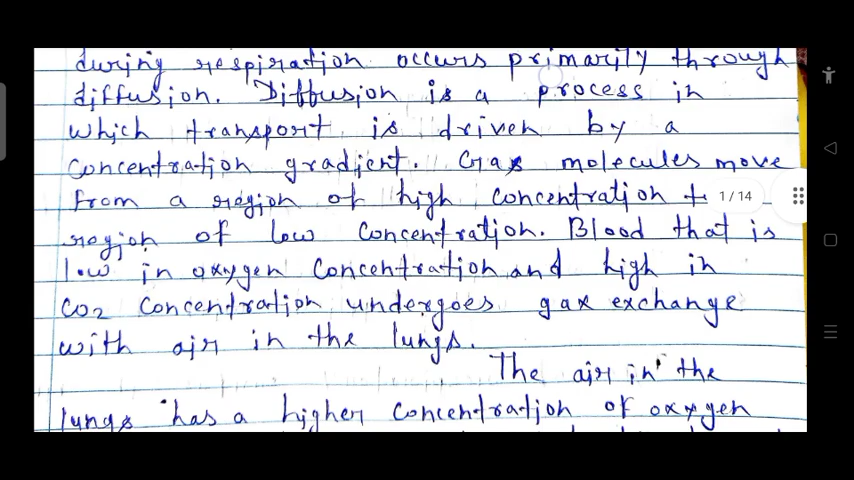 during respiration occurs primarily through
diffusion. Diffusion is a process in
which transport is driven by a
concentration gradient. Gas molecules move
from a region of high concentration t
1/14
region of low concentration. Blood that is
low in oxygen concentration and high in
CO2 concentration undergoes gas exchange
with air in the lungs.
The air in the
lungs has a higher concentration of oxygen